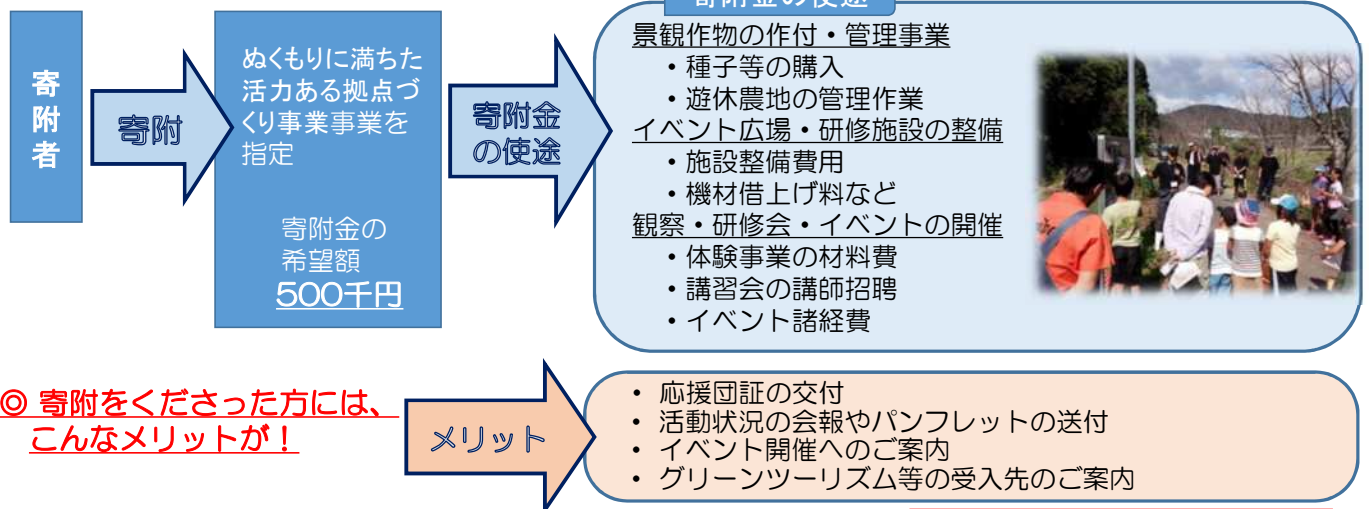 寄附金の使途
寄附者
寄附
ぬくもりに満ちた
活力ある拠点づ
くり事業事業を
指定
寄附金の
希望額
500千円
寄附金
の使途
景観作物の作付・管理事業
・種子等の購入
・遊休農地の管理作業
イベント広場・研修施設の整備
・施設整備費用
・機材借上げ料など
観察・研修会・イベントの開催
・体験事業の材料費
・講習会の講師招聘
・イベント諸経費
◎ 寄附をくださった方には、
こんなメリットが！
メリット
• 応援団証の交付
• 活動状況の会報やパンフレットの送付
• イベント開催へのご案内
• グリーンツーリズム等の受入先のご案内